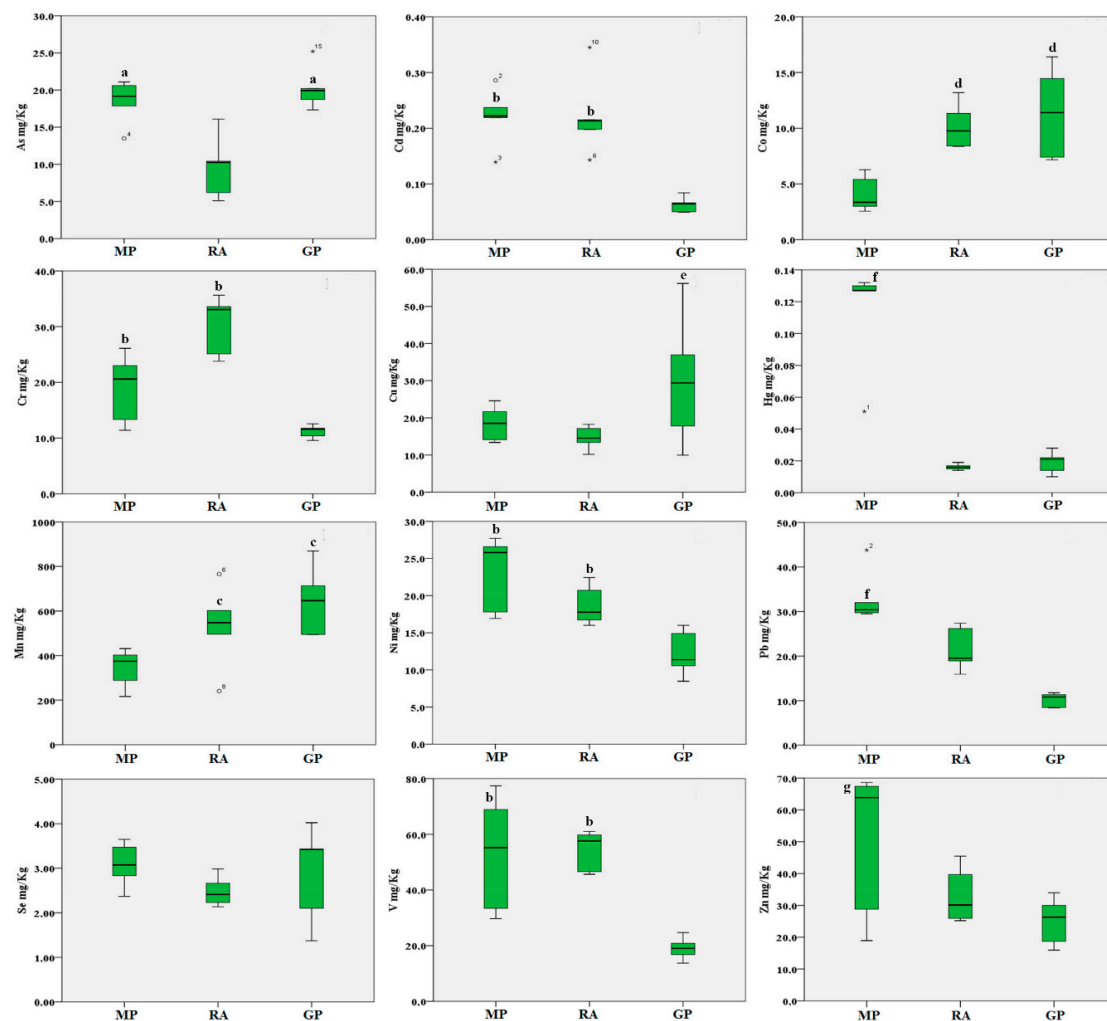 As mg/Kg
30.0
25.0
20.0
15.0
10.0
5.0
0.0
a
○4
*15
a
MP RA GP
Cd mg/Kg
0.40
0.30
0.20
0.10
0.00
○2
b
*3
*10
b
*6
MP RA GP
Co mg/Kg
20.0
15.0
10.0
5.0
0.0
d
d
MP RA GP
Cr mg/Kg
40.0
30.0
20.0
10.0
0.0
b
b
MP RA GP
Cu mg/Kg
60.0
50.0
40.0
30.0
20.0
10.0
0.0
e
MP RA GP
Hg mg/Kg
0.14
0.12
0.10
0.08
0.06
0.04
0.02
0.00
f
*1
MP RA GP
Mn mg/Kg
1000
800
600
400
200
0
○6
c
○8
c
MP RA GP
Ni mg/Kg
30.0
25.0
20.0
15.0
10.0
5.0
0.0
b
b
MP RA GP
Pb mg/Kg
50.0
40.0
30.0
20.0
10.0
0.0
*2
f
MP RA GP
Se mg/Kg
5.00
4.00
3.00
2.00
1.00
0.00
MP RA GP
V mg/Kg
80.0
60.0
40.0
20.0
0.0
b
b
MP RA GP
Zn mg/Kg
70.0
60.0
50.0
40.0
30.0
20.0
10.0
0.0
g
MP RA GP